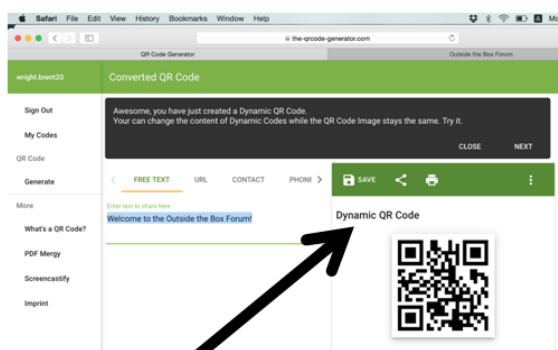 Safari File Edit View History Bookmarks Window Help
the-qrcode-generator.com
QR Code Generator
Outside the Box Forum
wright.brent20
Converted QR Code
Sign Out
My Codes
QR Code
Generate
More
What's a QR Code?
PDF Mergy
Screencastify
Imprint
Awesome, you have just created a Dynamic QR Code.
Your can change the content of Dynamic Codes while the QR Code Image stays the same. Try it.
CLOSE NEXT
FREE TEXT URL CONTACT PHONE
Enter text to share here
Welcome to the Outside the Box Forum!
SAVE
Dynamic QR Code